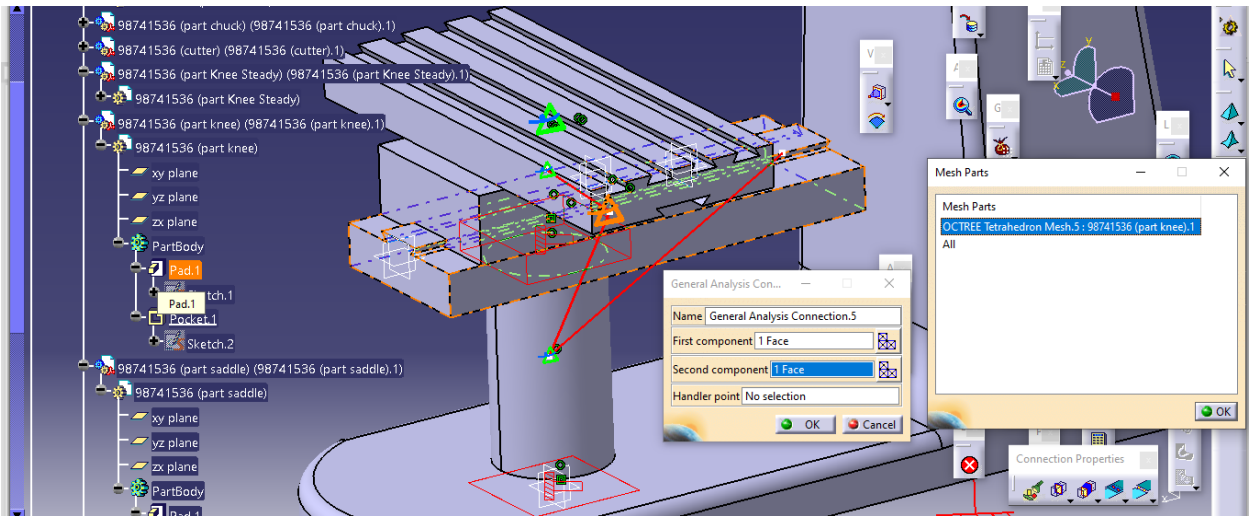 98741536 (part chuck) (98741536 (part chuck).1)
98741536 (cutter) (98741536 (cutter).1)
98741536 (part Knee Steady) (98741536 (part Knee Steady).1)
98741536 (part Knee Steady)
98741536 (part knee) (98741536 (part knee).1)
98741536 (part knee)
xy plane
yz plane
zx plane
PartBody
Pad.1
tch.1
Pad.1
Pocket.1
Sketch.2
98741536 (part saddle) (98741536 (part saddle).1)
98741536 (part saddle)
xy plane
yz plane
zx plane
PartBody
Pad.1
V
A
G
L
y
z
x
Mesh Parts
Mesh Parts
OCTREE Tetrahedron Mesh.5 : 98741536 (part knee).1
All
OK
General Analysis Con...
Name General Analysis Connection.5
First component 1 Face
Second component 1 Face
Handler point No selection
OK Cancel
Connection Properties